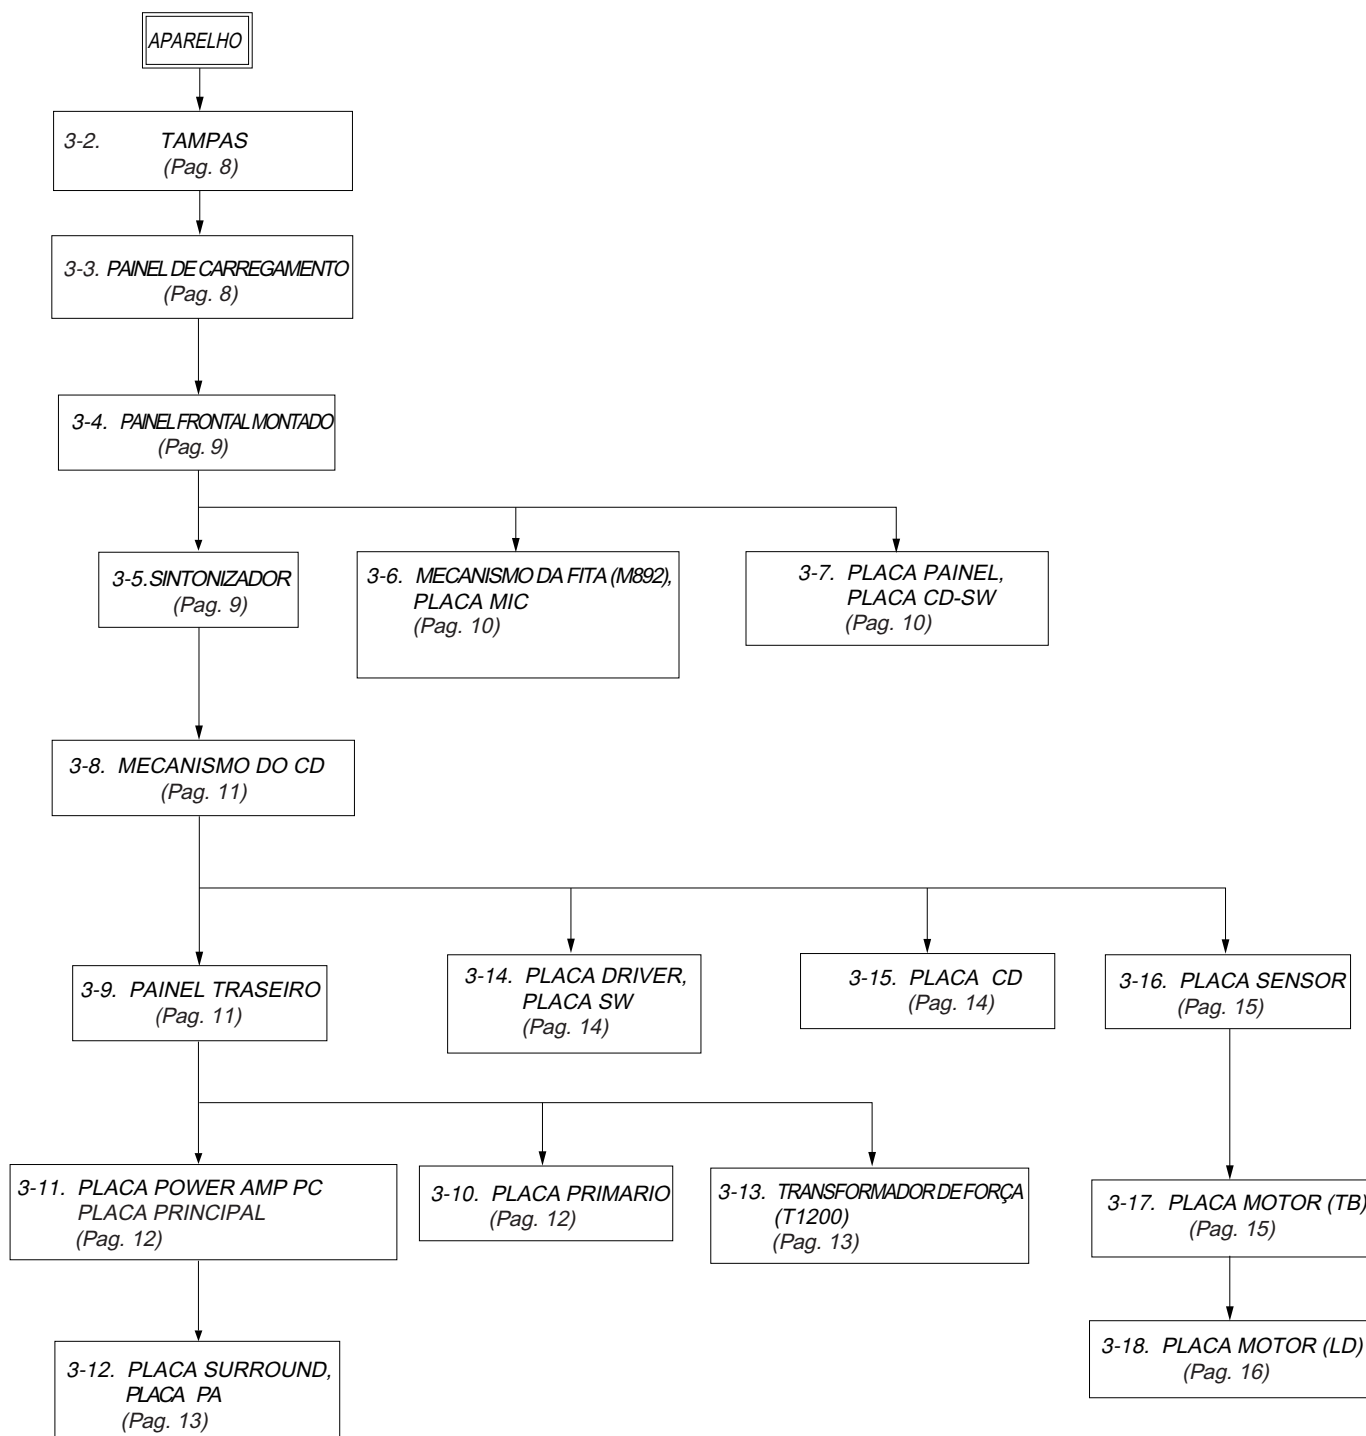 APARELHO
3-2. TAMPAS
(Pag. 8)
3-3. PAINEL DE CARREGAMENTO
(Pag. 8)
3-4. PAINEL FRONTAL MONTADO
(Pag. 9)
3-5. SINTONIZADOR
(Pag. 9)
3-6. MECANISMO DA FITA (M892),
PLACA MIC
(Pag. 10)
3-7. PLACA PAINEL,
PLACA CD-SW
(Pag. 10)
3-8. MECANISMO DO CD
(Pag. 11)
3-9. PAINEL TRASEIRO
(Pag. 11)
3-14. PLACA DRIVER,
PLACA SW
(Pag. 14)
3-15. PLACA CD
(Pag. 14)
3-16. PLACA SENSOR
(Pag. 15)
3-11. PLACA POWER AMP PC
PLACA PRINCIPAL
(Pag. 12)
3-10. PLACA PRIMARIO
(Pag. 12)
3-13. TRANSFORMADOR DE FORÇA
(T1200)
(Pag. 13)
3-17. PLACA MOTOR (TB)
(Pag. 15)
3-12. PLACA SURROUND,
PLACA PA
(Pag. 13)
3-18. PLACA MOTOR (LD)
(Pag. 16)